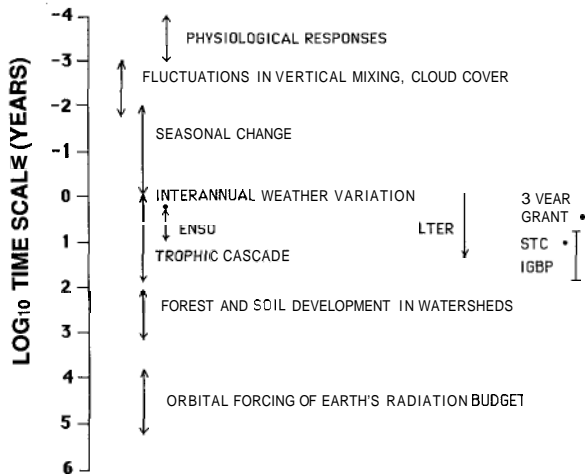 LOG10 TIME SCALE (YEARS)
-4
-3
-2
-1
0
1
2
3
4
5
6
PHYSIOLOGICAL RESPONSES
FLUCTUATIONS IN VERTICAL MIXING, CLOUD COVER
SEASONAL CHANGE
INTERANNUAL WEATHER VARIATION
ENSO
TROPHIC CASCADE
FOREST AND SOIL DEVELOPMENT IN WATERSHEDS
ORBITAL FORCING OF EARTH'S RADIATION BUDGET
LTER
3 VEAR
GRANT
STC
IGBP